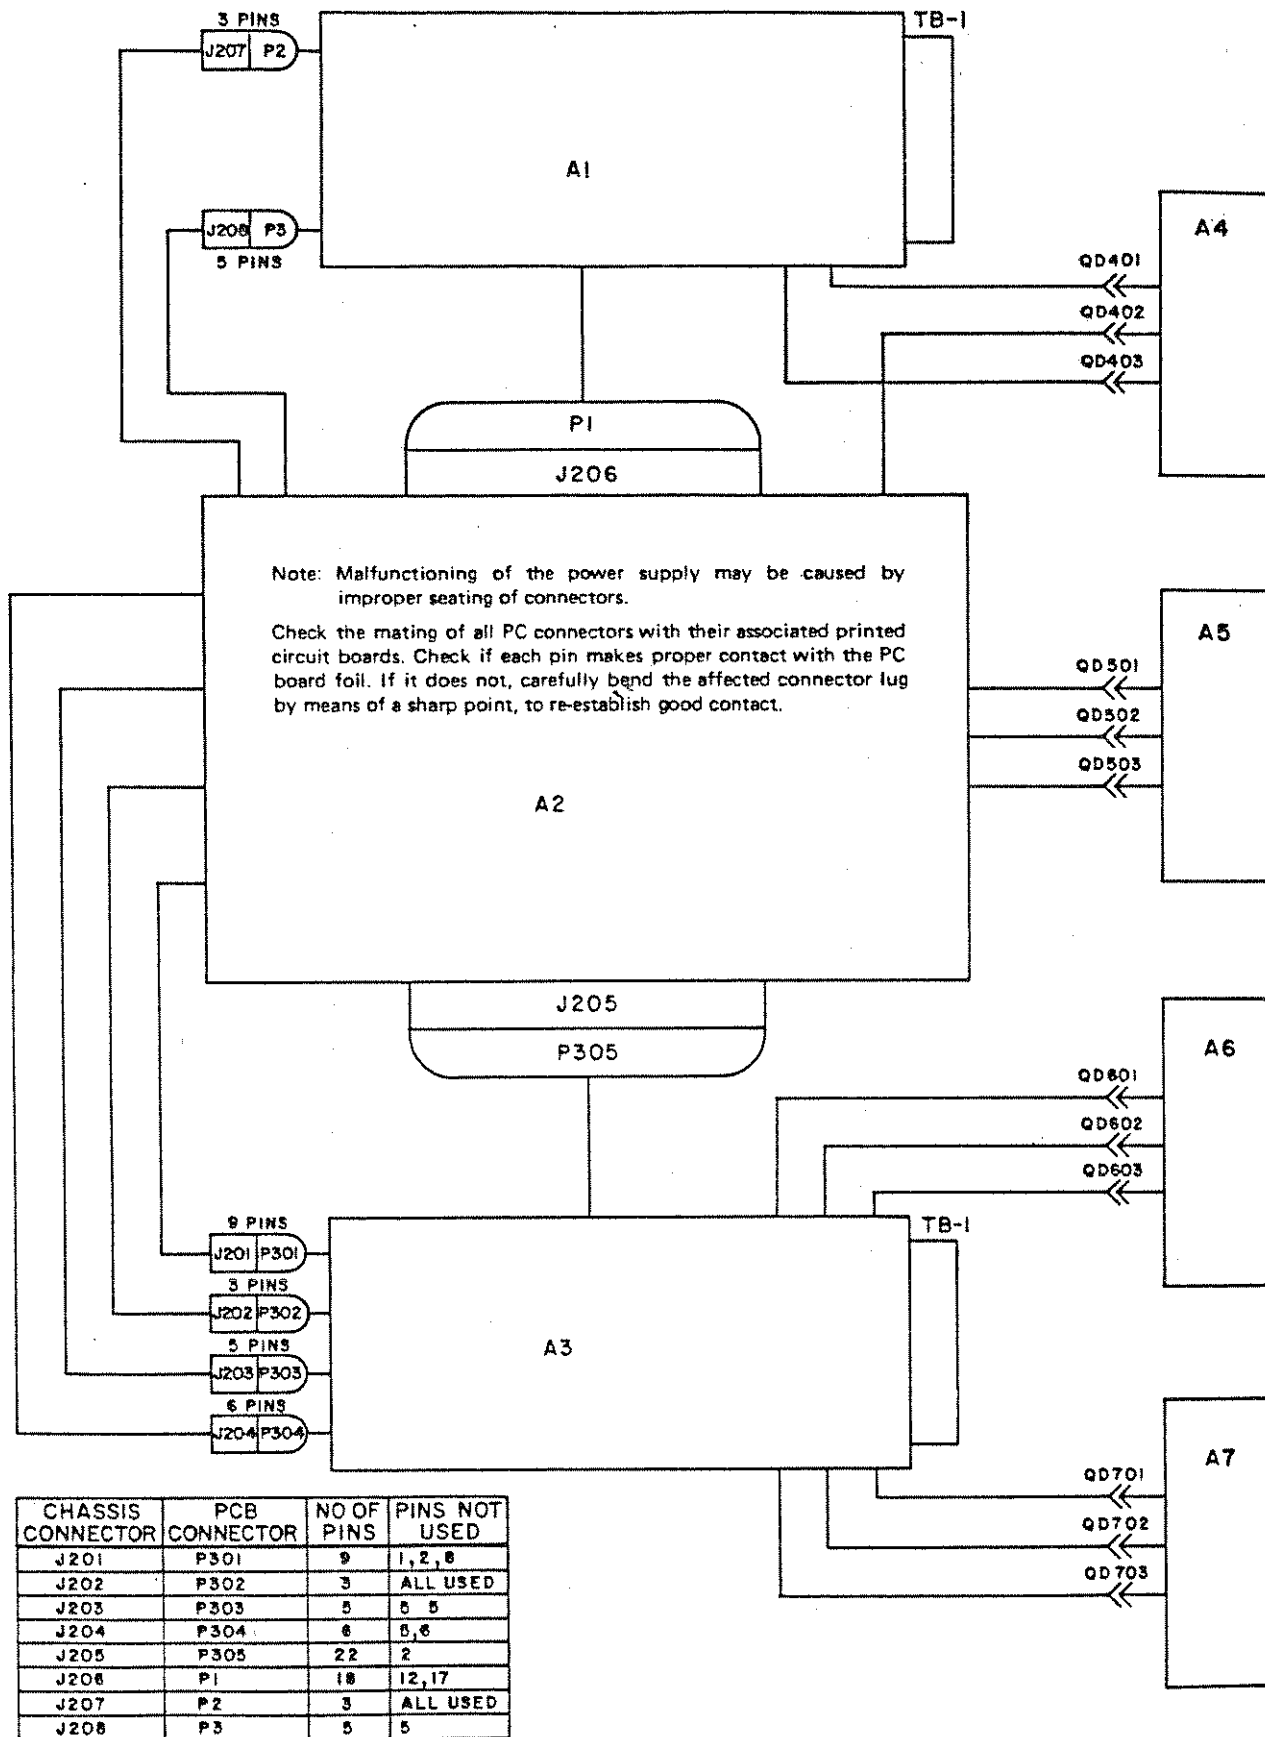 3 PINS
J207 P2
TB-1
A1
J208 P3
5 PINS
A4
QD401
QD402
QD403
P1
J206
Note: Malfunctioning of the power supply may be caused by
improper seating of connectors.
Check the mating of all PC connectors with their associated printed
circuit boards. Check if each pin makes proper contact with the PC
board foil. If it does not, carefully bend the affected connector lug
by means of a sharp point, to re-establish good contact.
A2
A5
QD501
QD502
QD503
J205
P305
A6
QD601
QD602
QD603
9 PINS
J201 P301
3 PINS
J202 P302
5 PINS
J203 P303
6 PINS
J204 P304
TB-1
A3
A7
QD701
QD702
QD703
CHASSIS CONNECTOR PCB CONNECTOR NO OF PINS PINS NOT USED
J201 P301 9 1,2,8
J202 P302 3 ALL USED
J203 P303 5 5 5
J204 P304 6 5,6
J205 P305 22 2
J206 P1 18 12,17
J207 P2 3 ALL USED
J208 P3 5 5